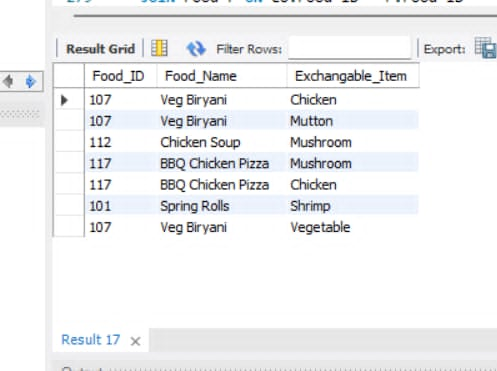 Result Grid Filter Rows: Export:
Food_ID Food_Name Exchangable_Item
107 Veg Biryani Chicken
107 Veg Biryani Mutton
112 Chicken Soup Mushroom
117 BBQ Chicken Pizza Mushroom
117 BBQ Chicken Pizza Chicken
101 Spring Rolls Shrimp
107 Veg Biryani Vegetable
Result 17 ×